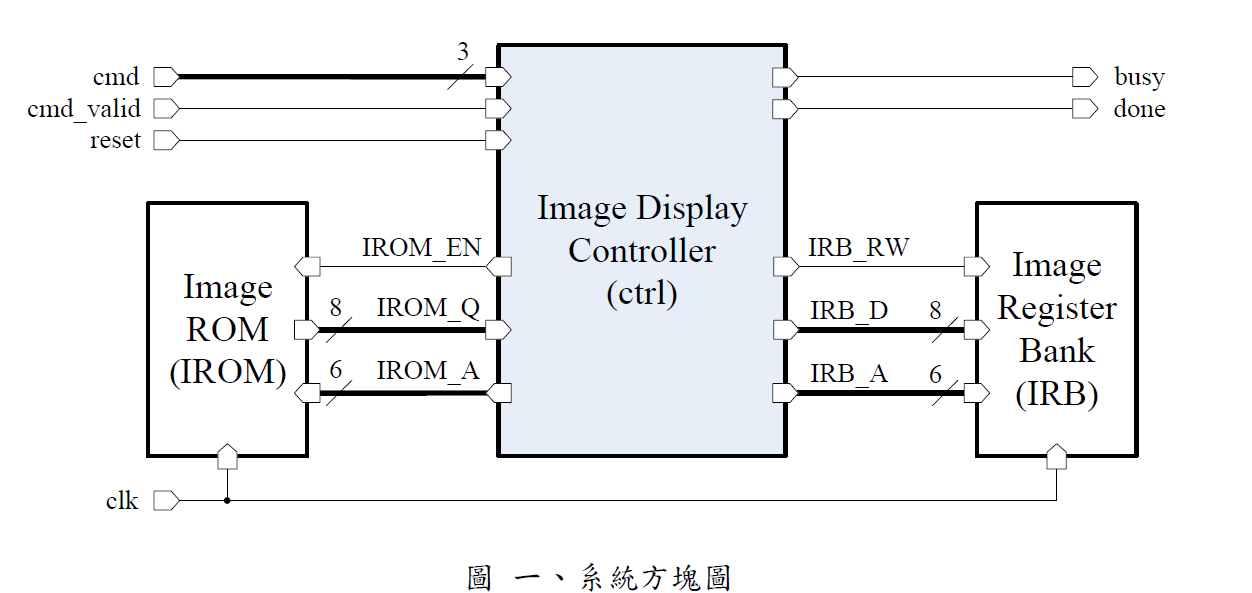 cmd
3
busy
cmd_valid
done
reset
Image Display
Controller
(ctrl)
IROM_EN
IRB_RW
Image
ROM
(IROM)
8
IROM_Q
IRB_D
8
6
IROM_A
IRB_A
6
Image
Register
Bank
(IRB)
clk
圖 一、系統方塊圖